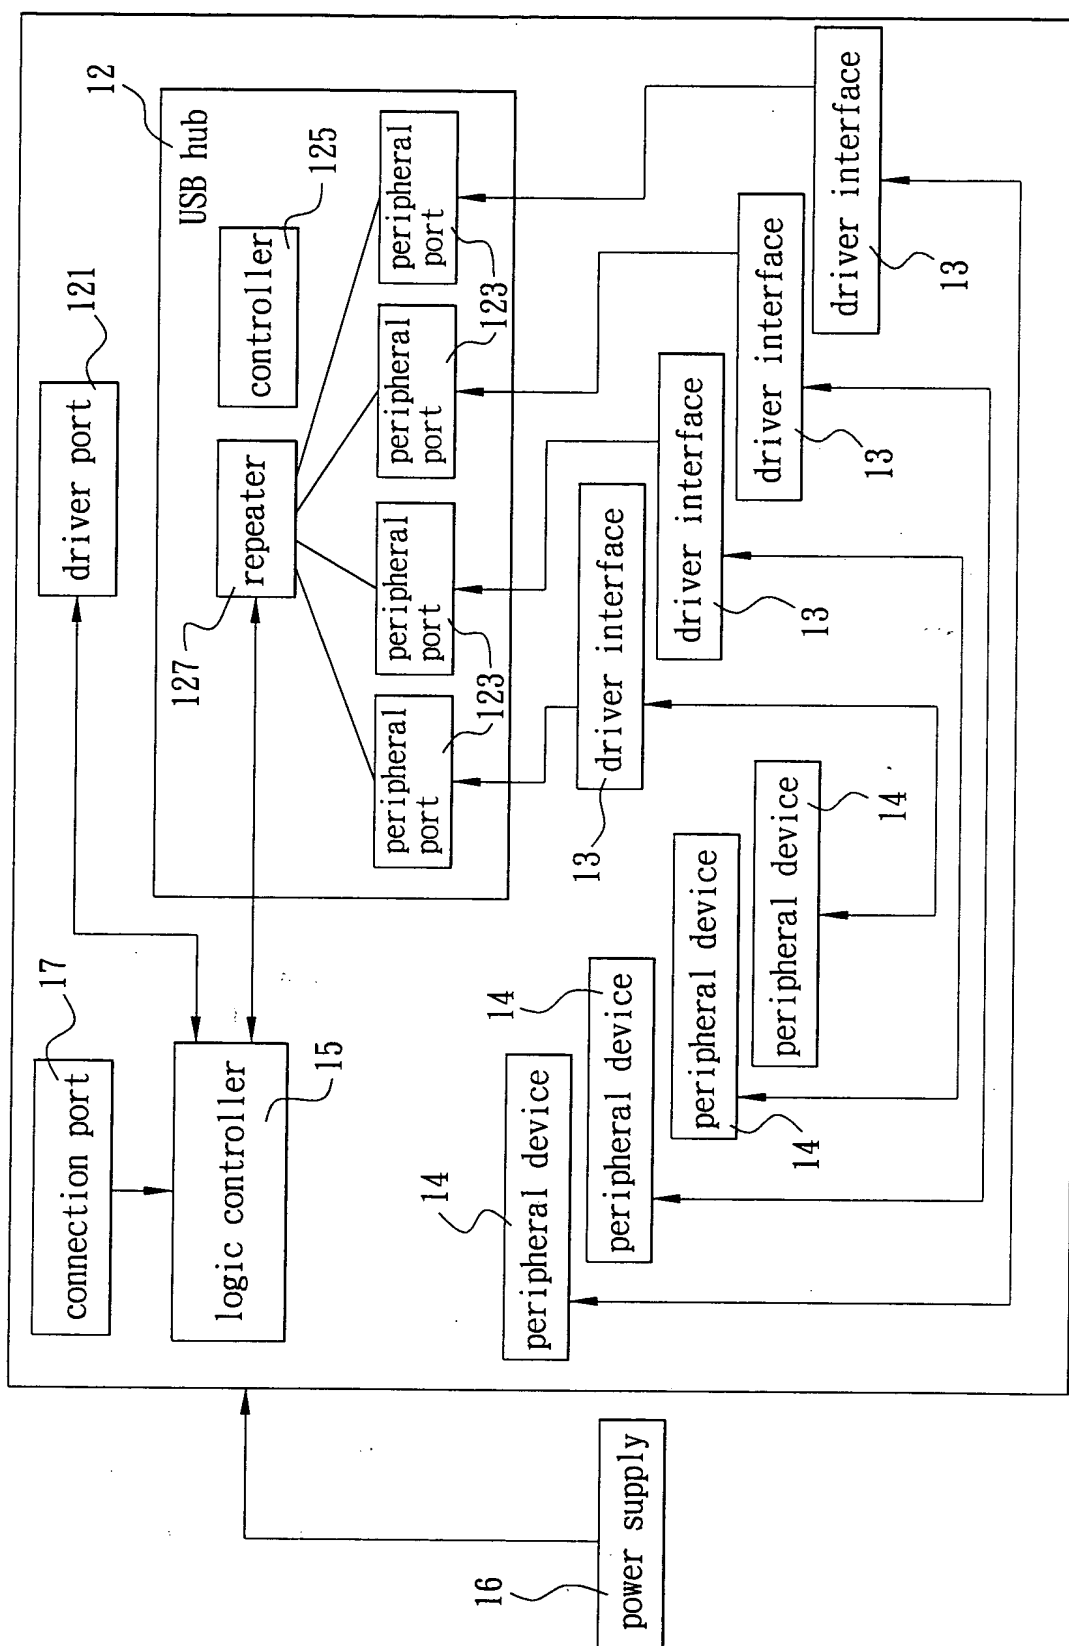 connection port
17
driver port
121
12
USB hub
logic controller
15
127
repeater
controller
125
peripheral
port
peripheral
port
peripheral
port
peripheral
port
123
123
power supply
16
peripheral device
14
peripheral device
14
peripheral device
14
peripheral device
14
driver interface
13
driver interface
13
driver interface
13
driver interface
13